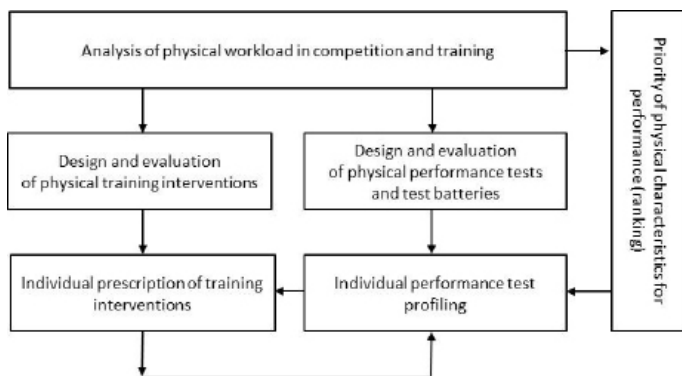 Analysis of physical workload in competition and training
Priority of physical characteristics for
performance (ranking)
Design and evaluation
of physical training interventions
Design and evaluation
of physical performance tests
and test batteries
Individual prescription of training
interventions
Individual performance test
profiling